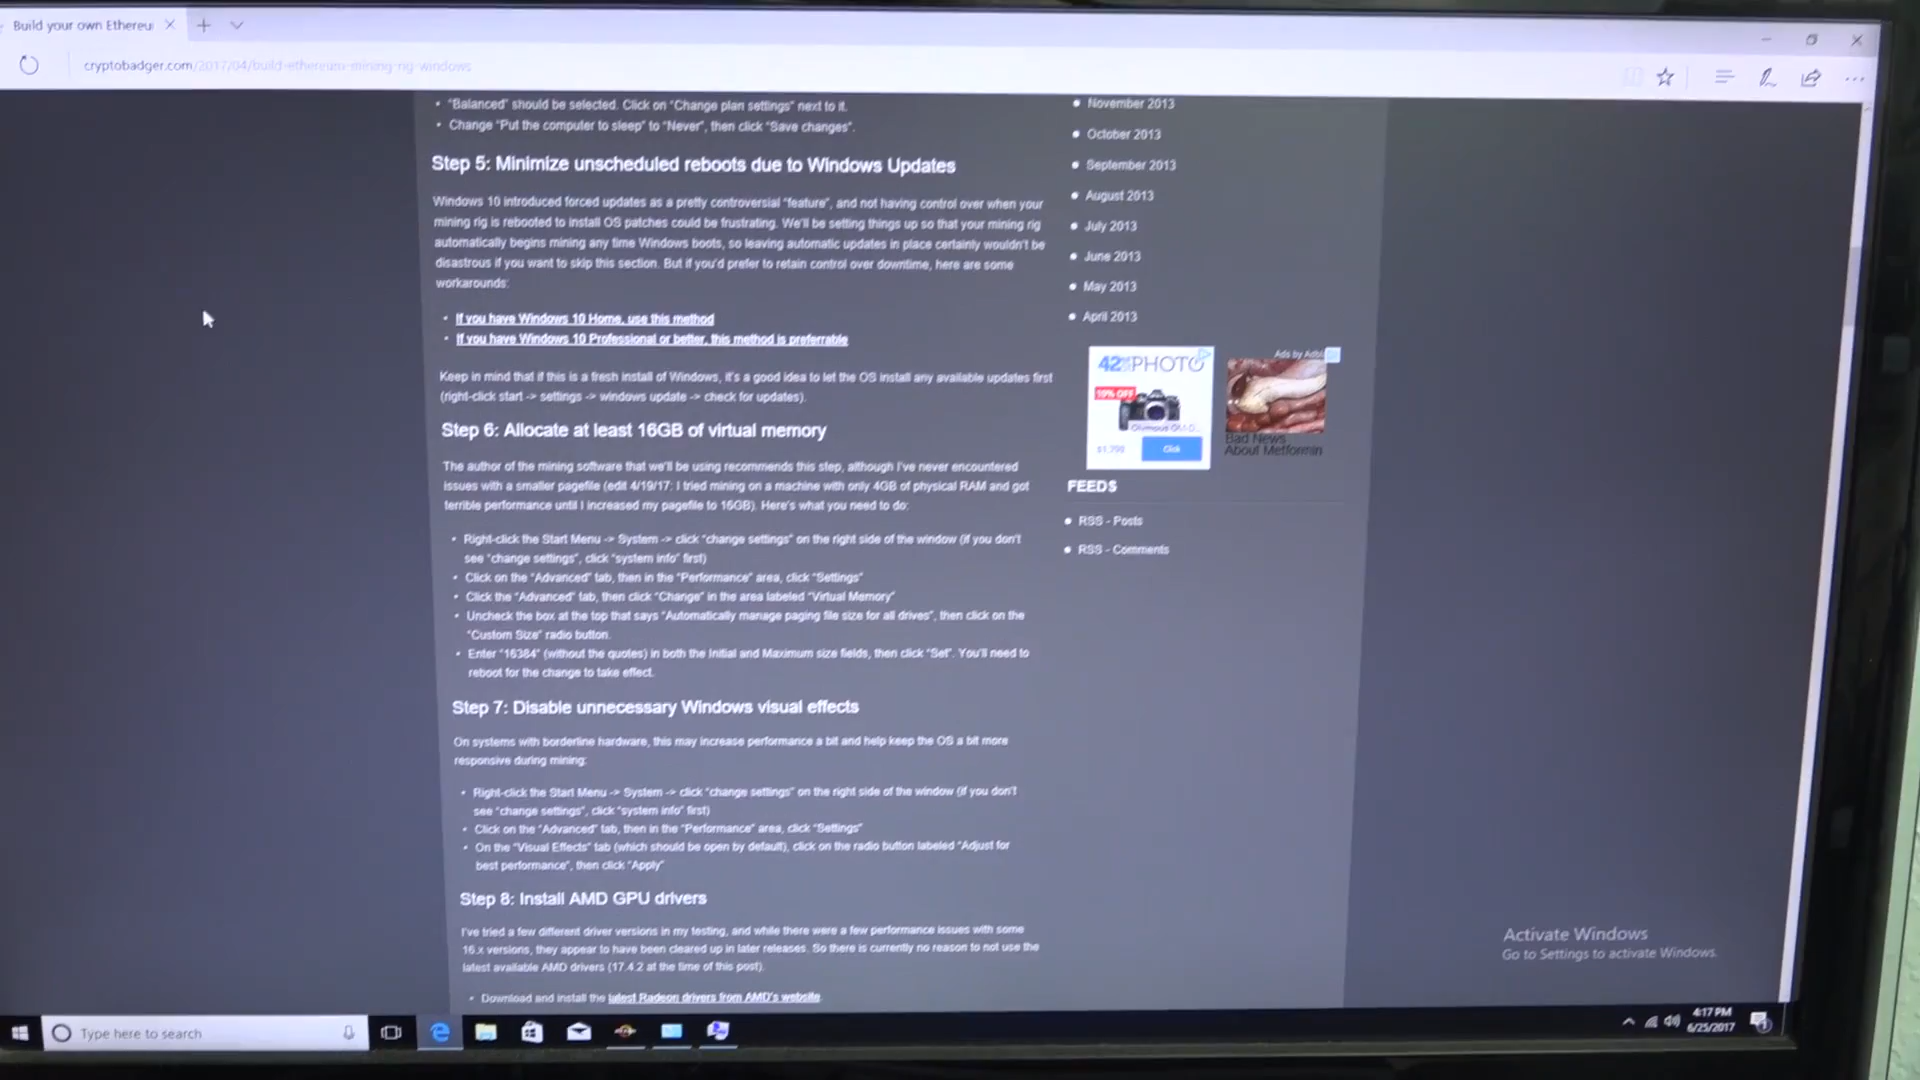 Build your own Ethereu
cryptobadger.com/2017/04/build-ethereum-mining-rig-windows
• "Balanced" should be selected. Click on "Change plan settings" next to it.
• Change "Put the computer to sleep" to "Never", then click "Save changes".
Step 5: Minimize unscheduled reboots due to Windows Updates
Windows 10 introduced forced updates as a pretty controversial "feature", and not having control over when your
mining rig is rebooted to install OS patches could be frustrating. We'll be setting things up so that your mining rig
automatically begins mining any time Windows boots, so leaving automatic updates in place certainly wouldn't be
disastrous if you want to skip this section. But if you'd prefer to retain control over downtime, here are some
workarounds:
• If you have Windows 10 Home, use this method
• If you have Windows 10 Professional or better, this method is preferrable
Keep in mind that if this is a fresh install of Windows, it's a good idea to let the OS install any available updates first
(right-click start -> settings -> windows update -> check for updates).
Step 6: Allocate at least 16GB of virtual memory
The author of the mining software that we'll be using recommends this step, although I've never encountered
issues with a smaller pagefile (edit 4/19/17: I tried mining on a machine with only 4GB of physical RAM and got
terrible performance until I increased my pagefile to 16GB). Here's what you need to do:
• Right-click the Start Menu -> System -> click "change settings" on the right side of the window (if you don't
see "change settings", click "system info" first)
• Click on the "Advanced" tab, then in the "Performance" area, click "Settings"
• Click the "Advanced" tab, then click "Change" in the area labeled "Virtual Memory"
• Uncheck the box at the top that says "Automatically manage paging file size for all drives", then click on the
"Custom Size" radio button.
• Enter "16384" (without the quotes) in both the Initial and Maximum size fields, then click "Set". You'll need to
reboot for the change to take effect.
Step 7: Disable unnecessary Windows visual effects
On systems with borderline hardware, this may increase performance a bit and help keep the OS a bit more
responsive during mining:
• Right-click the Start Menu -> System -> click "change settings" on the right side of the window (if you don't
see "change settings", click "system info" first)
• Click on the "Advanced" tab, then in the "Performance" area, click "Settings"
• On the "Visual Effects" tab (which should be open by default), click on the radio button labeled "Adjust for
best performance", then click "Apply"
Step 8: Install AMD GPU drivers
I've tried a few different driver versions in my testing, and while there were a few performance issues with some
16.x versions, they appear to have been cleared up in later releases. So there is currently no reason to not use the
latest available AMD drivers (17.4.2 at the time of this post).
• Download and install the latest Radeon drivers from AMD's website
• November 2013
• October 2013
• September 2013
• August 2013
• July 2013
• June 2013
• May 2013
• April 2013
42 PHOTO
19% OFF
Olympus OM-D...
$1,799
Click
Ads by
Bad News
About Metformin
FEEDS
• RSS - Posts
• RSS - Comments
Activate Windows
Go to Settings to activate Windows.
Type here to search
4:17 PM
6/25/2017